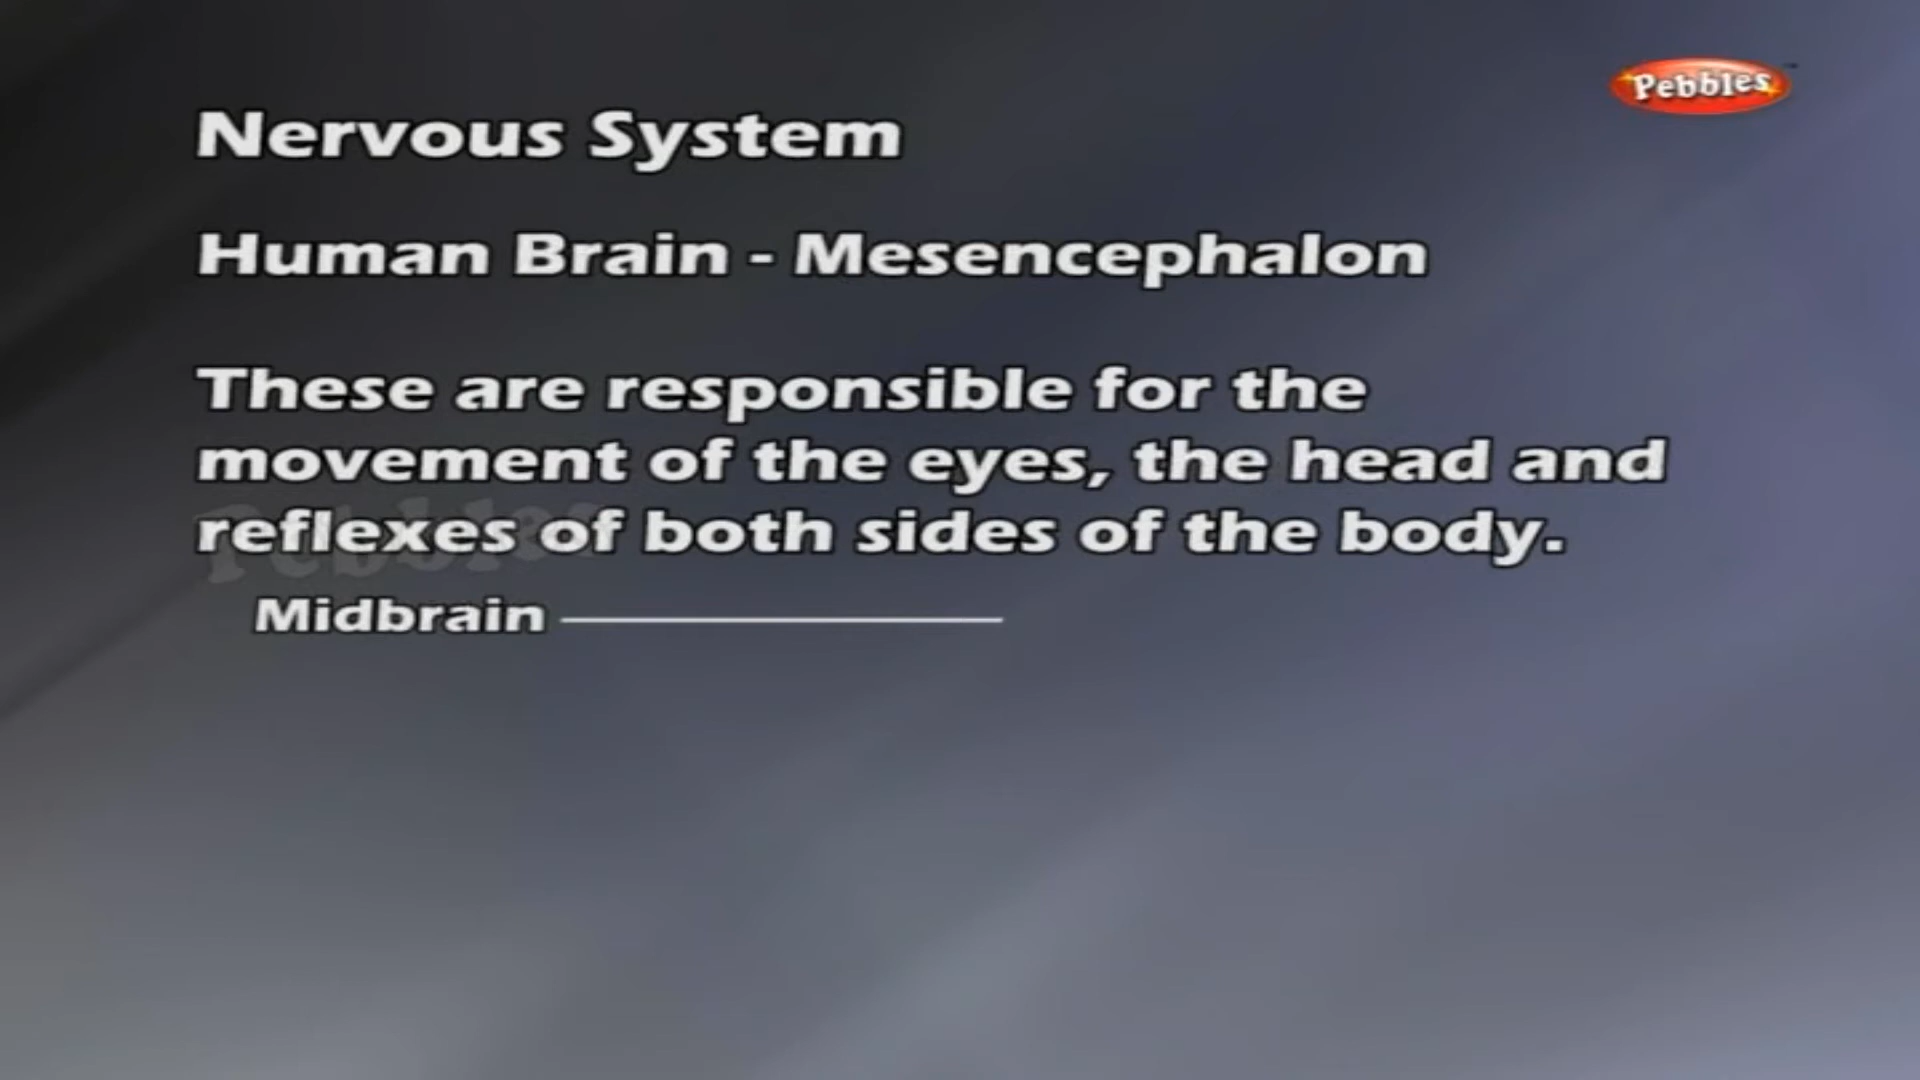 Pebbles
Nervous System
Human Brain - Mesencephalon
These are responsible for the
movement of the eyes, the head and
reflexes of both sides of the body.
Pebbles
Midbrain